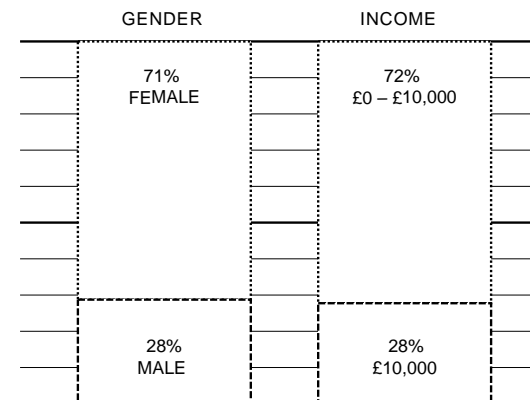 GENDER INCOME
71%
FEMALE
72%
£0 – £10,000
28%
MALE
28%
£10,000